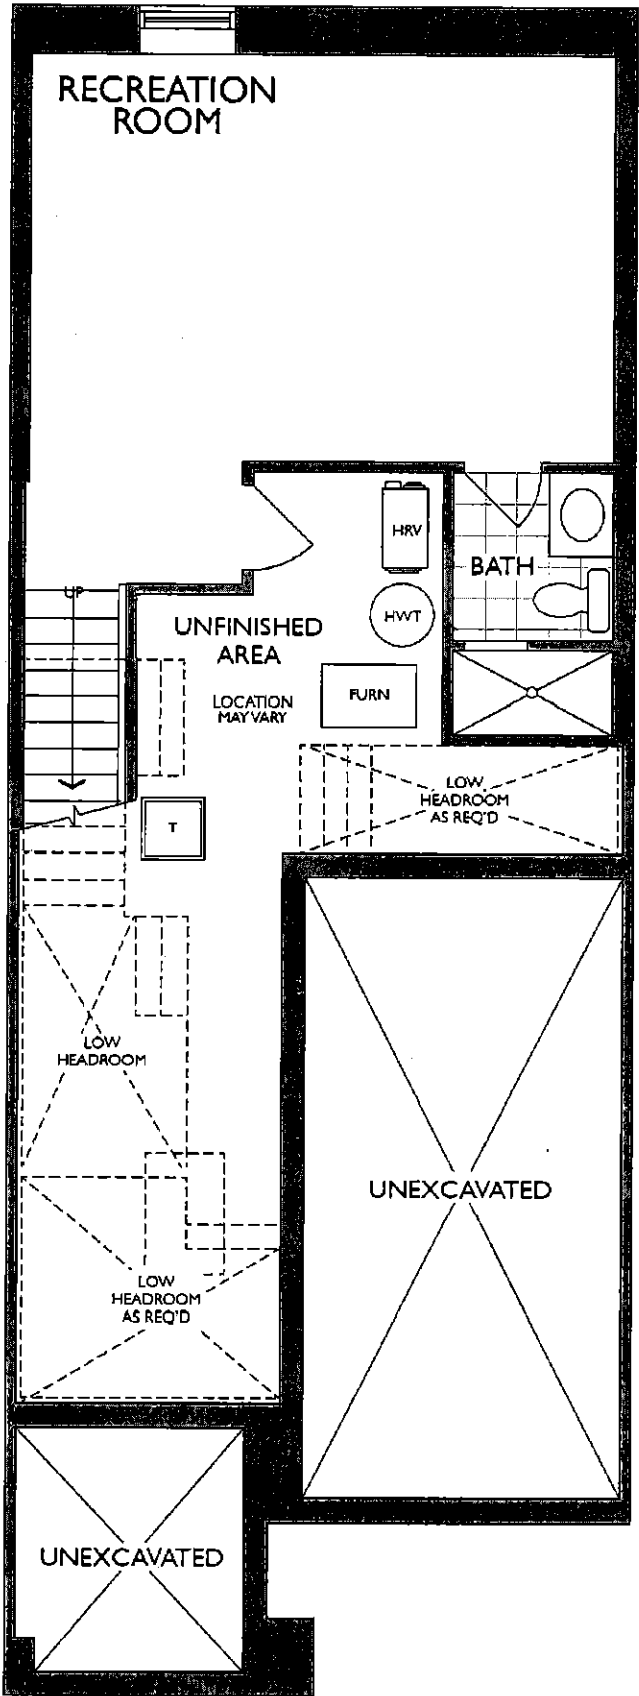 RECREATION
ROOM
HRV
BATH
UP
HWT
UNFINISHED
AREA
LOCATION
MAY VARY
FURN
LOW
HEADROOM
AS REQ'D
T
LOW
HEADROOM
UNEXCAVATED
LOW
HEADROOM
AS REQ'D
UNEXCAVATED